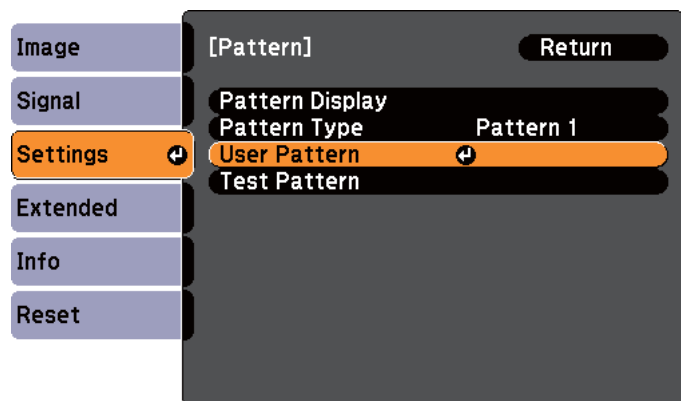 Image
Signal
Settings
Extended
Info
Reset
[Pattern] Return
Pattern Display
Pattern Type Pattern 1
User Pattern
Test Pattern